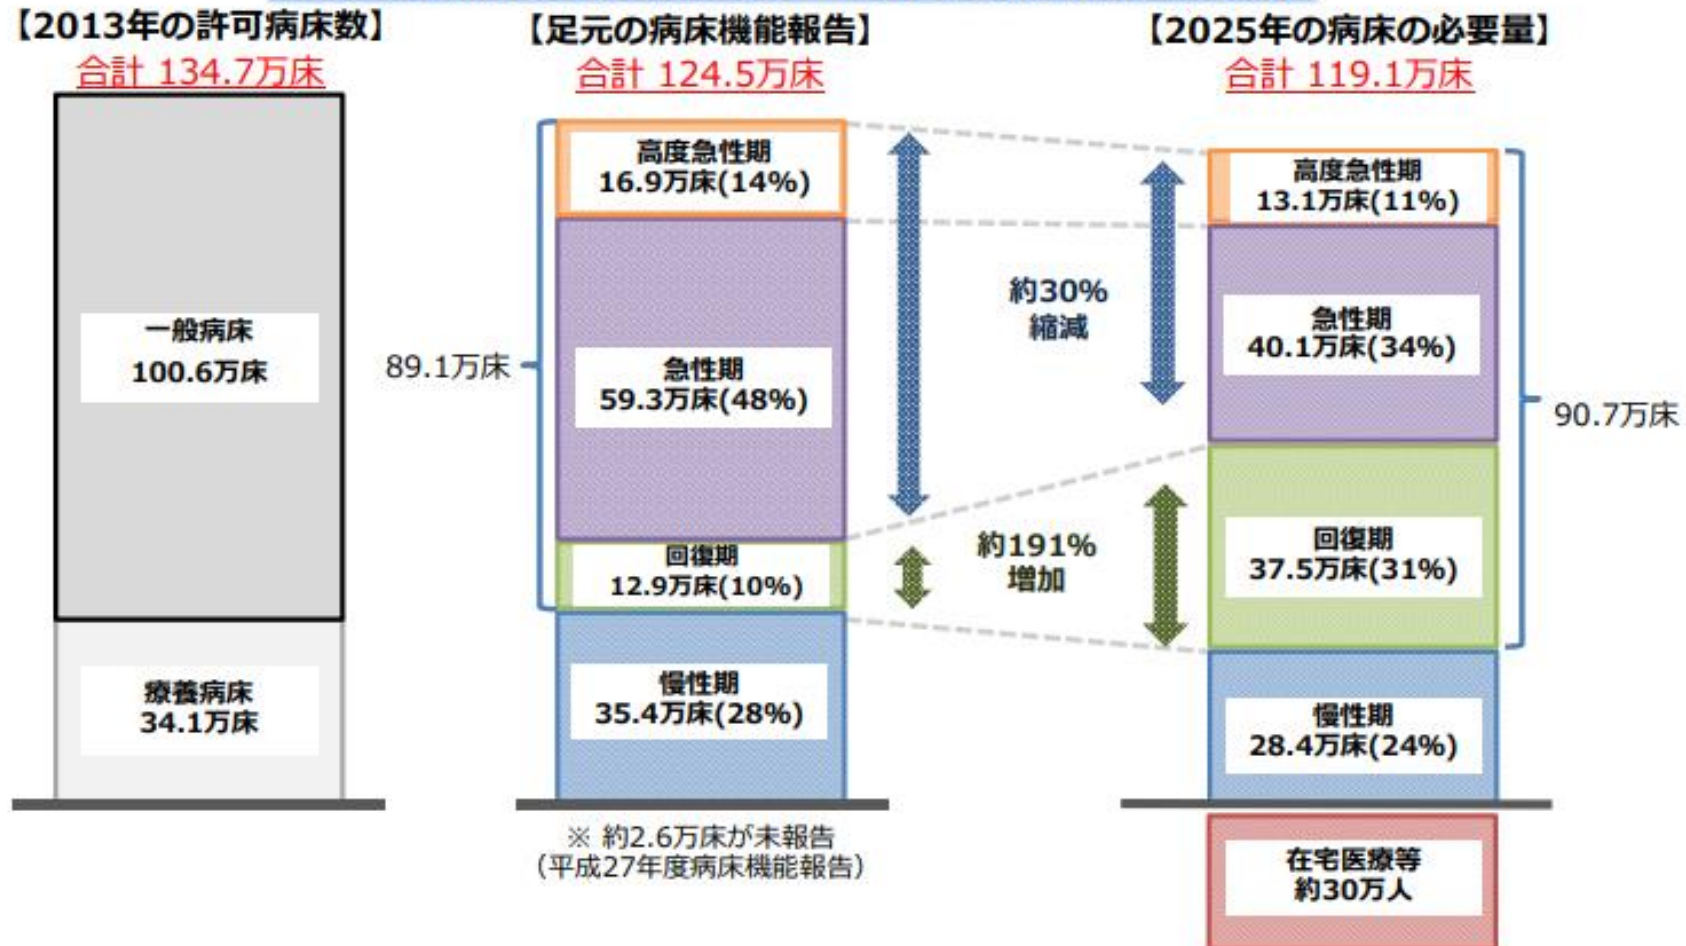 【2013年の許可病床数】
合計 134.7万床
一般病床
100.6万床
療養病床
34.1万床
【足元の病床機能報告】
合計 124.5万床
89.1万床
高度急性期
16.9万床(14%)
急性期
59.3万床(48%)
回復期
12.9万床(10%)
慢性期
35.4万床(28%)
※ 約2.6万床が未報告
（平成27年度病床機能報告）
約30%
縮減
約191%
増加
【2025年の病床の必要量】
合計 119.1万床
高度急性期
13.1万床(11%)
急性期
40.1万床(34%)
回復期
37.5万床(31%)
慢性期
28.4万床(24%)
90.7万床
在宅医療等
約30万人